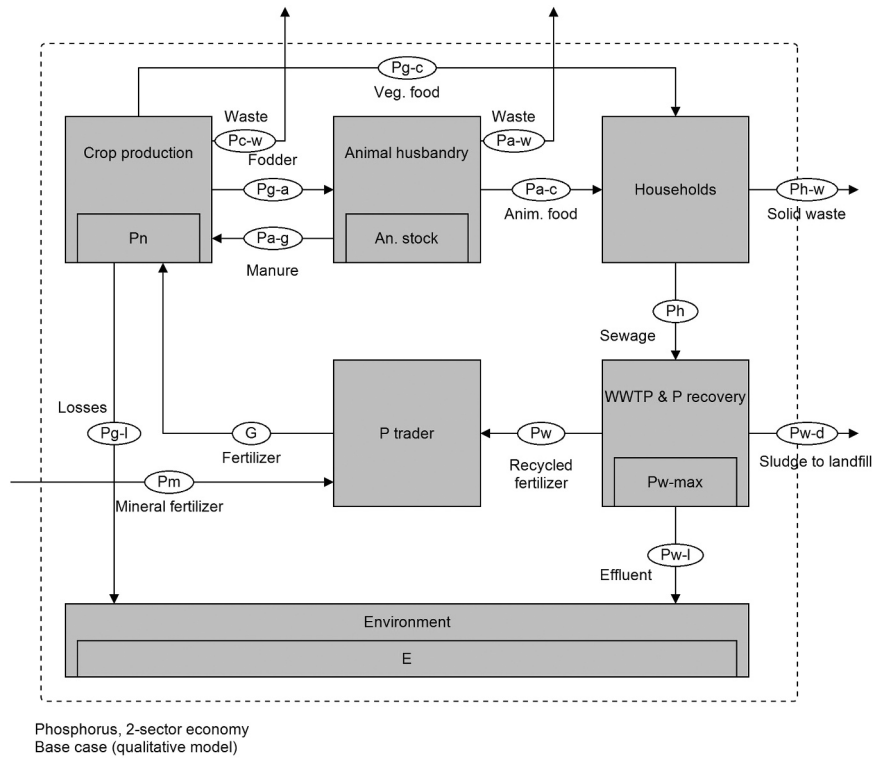 Pg-c
Veg. food
Waste
Waste
Crop production
Pc-w
Animal husbandry
Pa-w
Households
Fodder
Pg-a
Pa-c
Ph-w
Anim. food
Solid waste
Pn
Pa-g
An. stock
Manure
Ph
Sewage
WWTP & P recovery
Losses
Pg-l
G
P trader
Pw
Pw-d
Fertilizer
Recycled
fertilizer
Sludge to landfill
Pm
Mineral fertilizer
Pw-max
Pw-l
Effluent
Environment
E
Phosphorus, 2-sector economy
Base case (qualitative model)